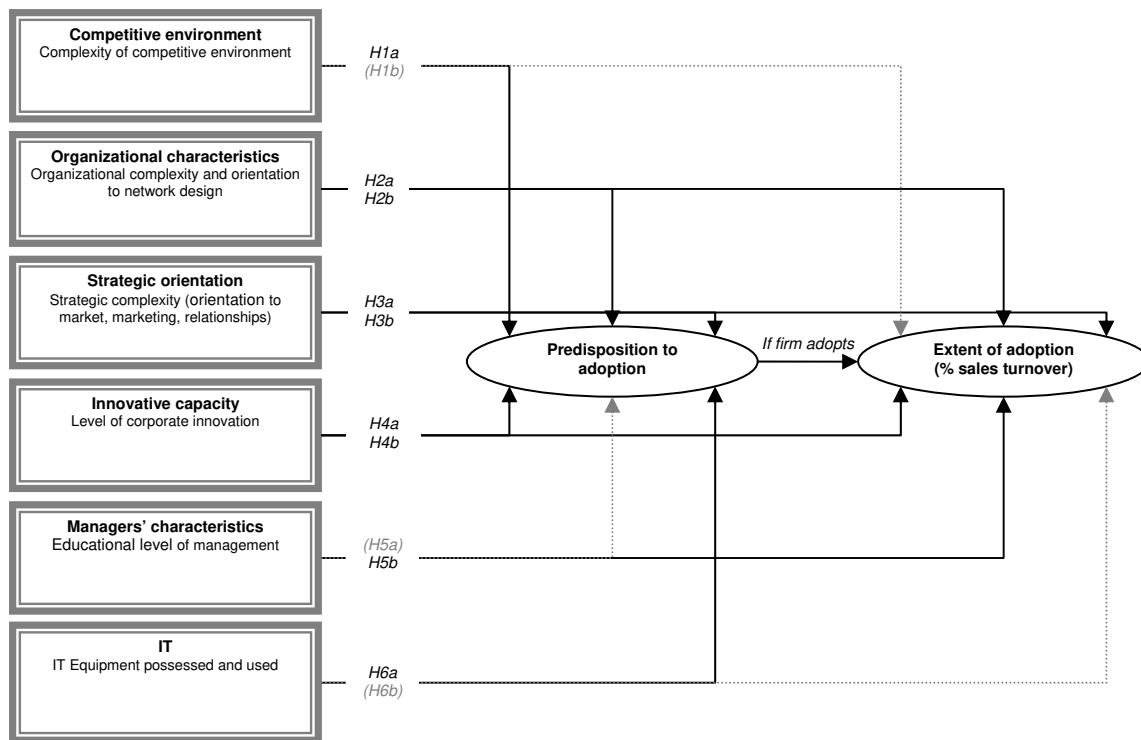 Competitive environment
Complexity of competitive environment
H1a
(H1b)
Organizational characteristics
Organizational complexity and orientation
to network design
H2a
H2b
Strategic orientation
Strategic complexity (orientation to
market, marketing, relationships)
H3a
H3b
Predisposition to
adoption
If firm adopts
Extent of adoption
(% sales turnover)
Innovative capacity
Level of corporate innovation
H4a
H4b
Managers’ characteristics
Educational level of management
(H5a)
H5b
IT
IT Equipment possessed and used
H6a
(H6b)